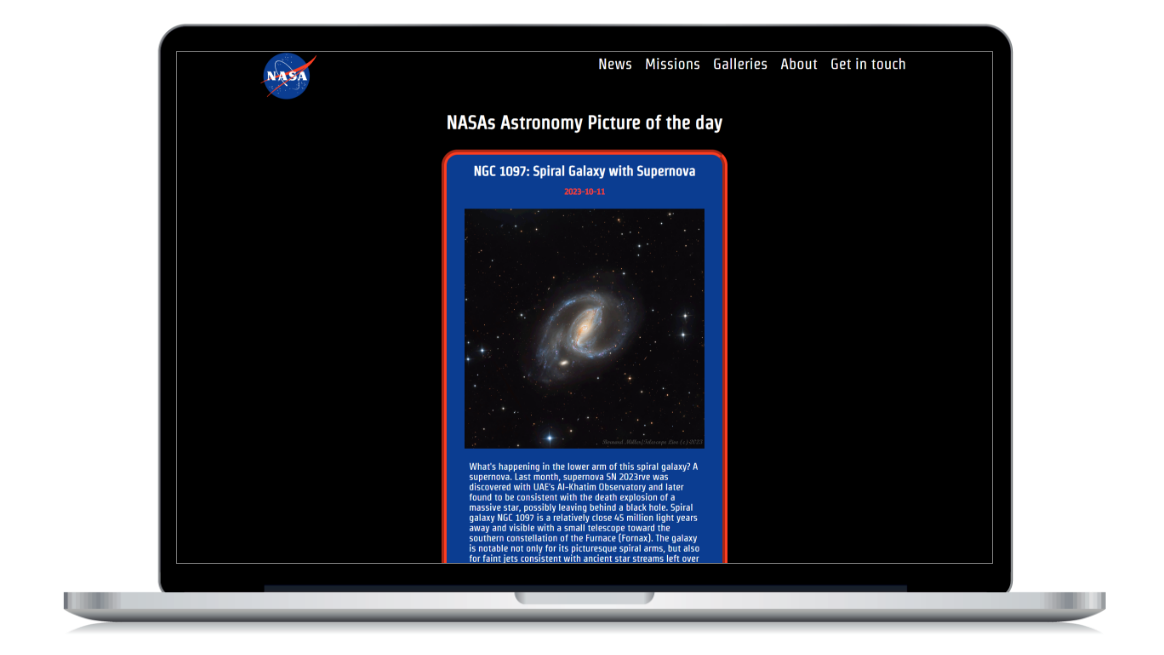 NASA
News Missions Galleries About Get in touch
NASAs Astronomy Picture of the day
NGC 1097: Spiral Galaxy with Supernova
2023-10-11
What's happening in the lower arm of this spiral galaxy? A
supernova. Last month, supernova SN 2023rve was
discovered with UAE's Al-Khatim Observatory and later
found to be consistent with the death explosion of a
massive star, possibly leaving behind a black hole. Spiral
galaxy NGC 1097 is a relatively close 45 million light years
away and visible with a small telescope toward the
southern constellation of the Furnace (Fornax). The galaxy
is notable not only for its picturesque spiral arms, but also
for faint jets consistent with ancient star streams left over